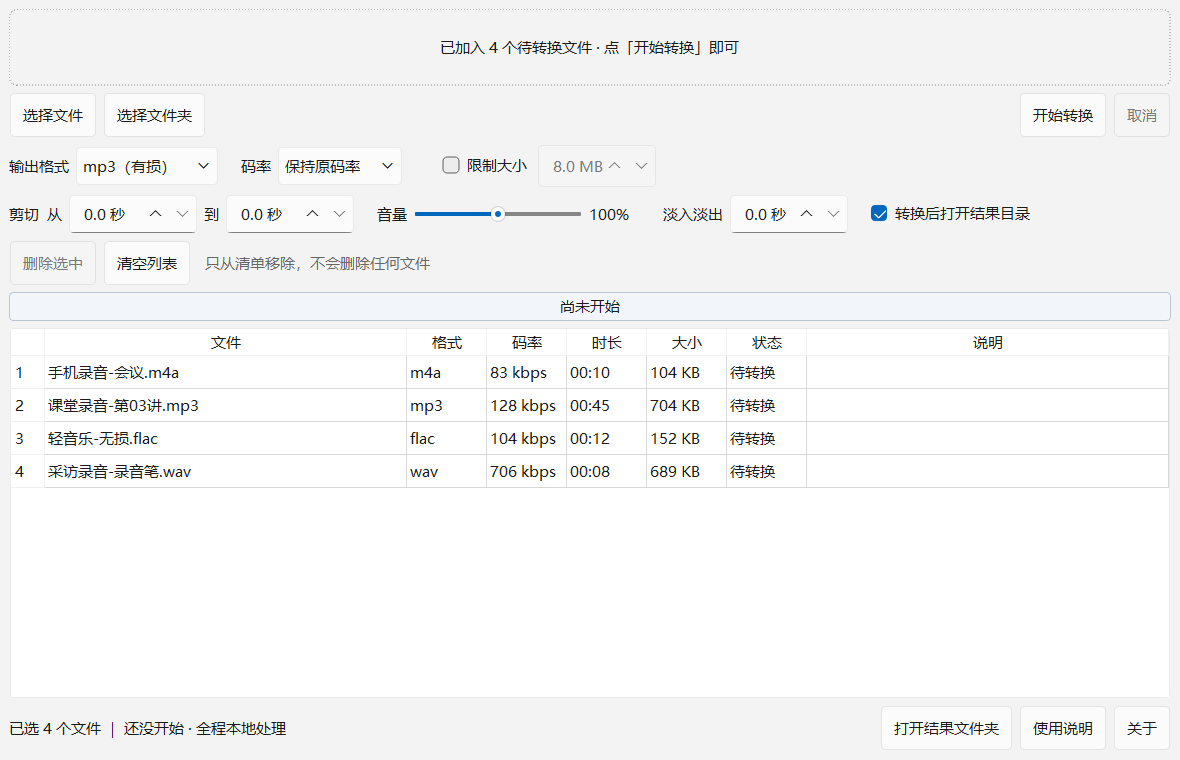 已加入 4 个待转换文件 · 点「开始转换」即可
选择文件 选择文件夹 开始转换 取消
输出格式 mp3（有损） 码率 保持原码率 限制大小 8.0 MB
剪切 从 0.0 秒 到 0.0 秒 音量 100% 淡入淡出 0.0 秒 转换后打开结果目录
删除选中 清空列表 只从清单移除，不会删除任何文件
尚未开始
文件 格式 码率 时长 大小 状态 说明
1 手机录音-会议.m4a m4a 83 kbps 00:10 104 KB 待转换
2 课堂录音-第03讲.mp3 mp3 128 kbps 00:45 704 KB 待转换
3 轻音乐-无损.flac flac 104 kbps 00:12 152 KB 待转换
4 采访录音-录音笔.wav wav 706 kbps 00:08 689 KB 待转换
已选 4 个文件 | 还没开始 · 全程本地处理 打开结果文件夹 使用说明 关于